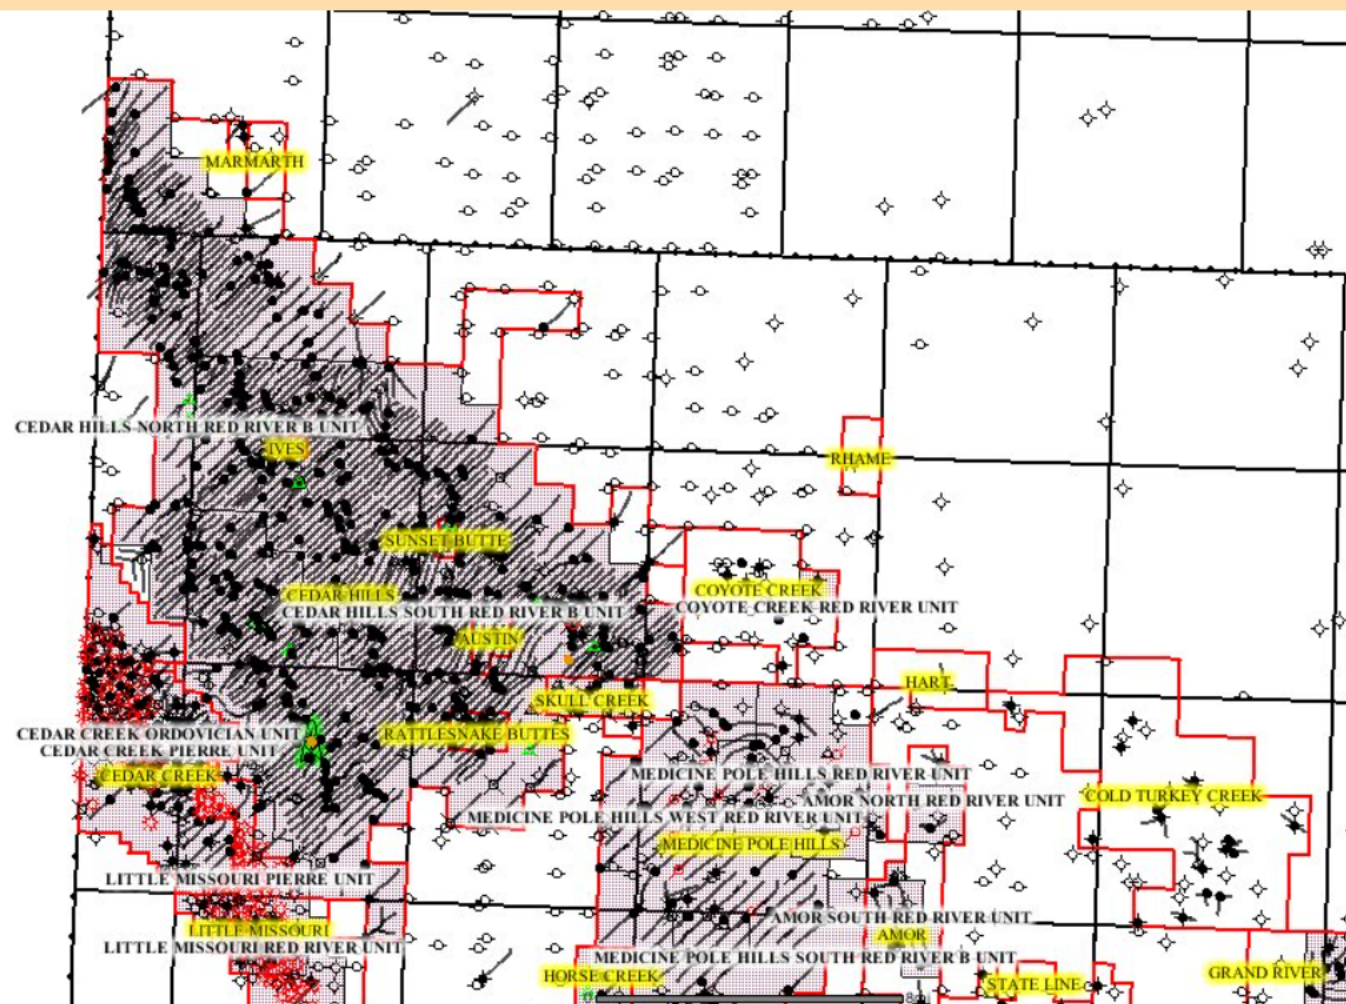 MARMARTH
CEDAR HILLS NORTH RED RIVER B UNIT
IVES
RHAME
SUNSET BUTTE
CEDAR HILLS
COYOTE CREEK
CEDAR HILLS SOUTH RED RIVER B UNIT
COYOTE CREEK RED RIVER UNIT
AUSTIN
HART
SKULL CREEK
CEDAR CREEK ORDOVICIAN UNIT
RATTLESNAKE BUTTES
CEDAR CREEK PIERRE UNIT
CEDAR CREEK
MEDICINE POLE HILLS RED RIVER UNIT
COLD TURKEY CREEK
AMOR NORTH RED RIVER UNIT
MEDICINE POLE HILLS WEST RED RIVER UNIT
MEDICINE POLE HILLS
LITTLE MISSOURI PIERRE UNIT
AMOR SOUTH RED RIVER UNIT
LITTLE MISSOURI
AMOR
LITTLE MISSOURI RED RIVER UNIT
MEDICINE POLE HILLS SOUTH RED RIVER B UNIT
HORSE CREEK
GRAND RIVER
STATE LINE